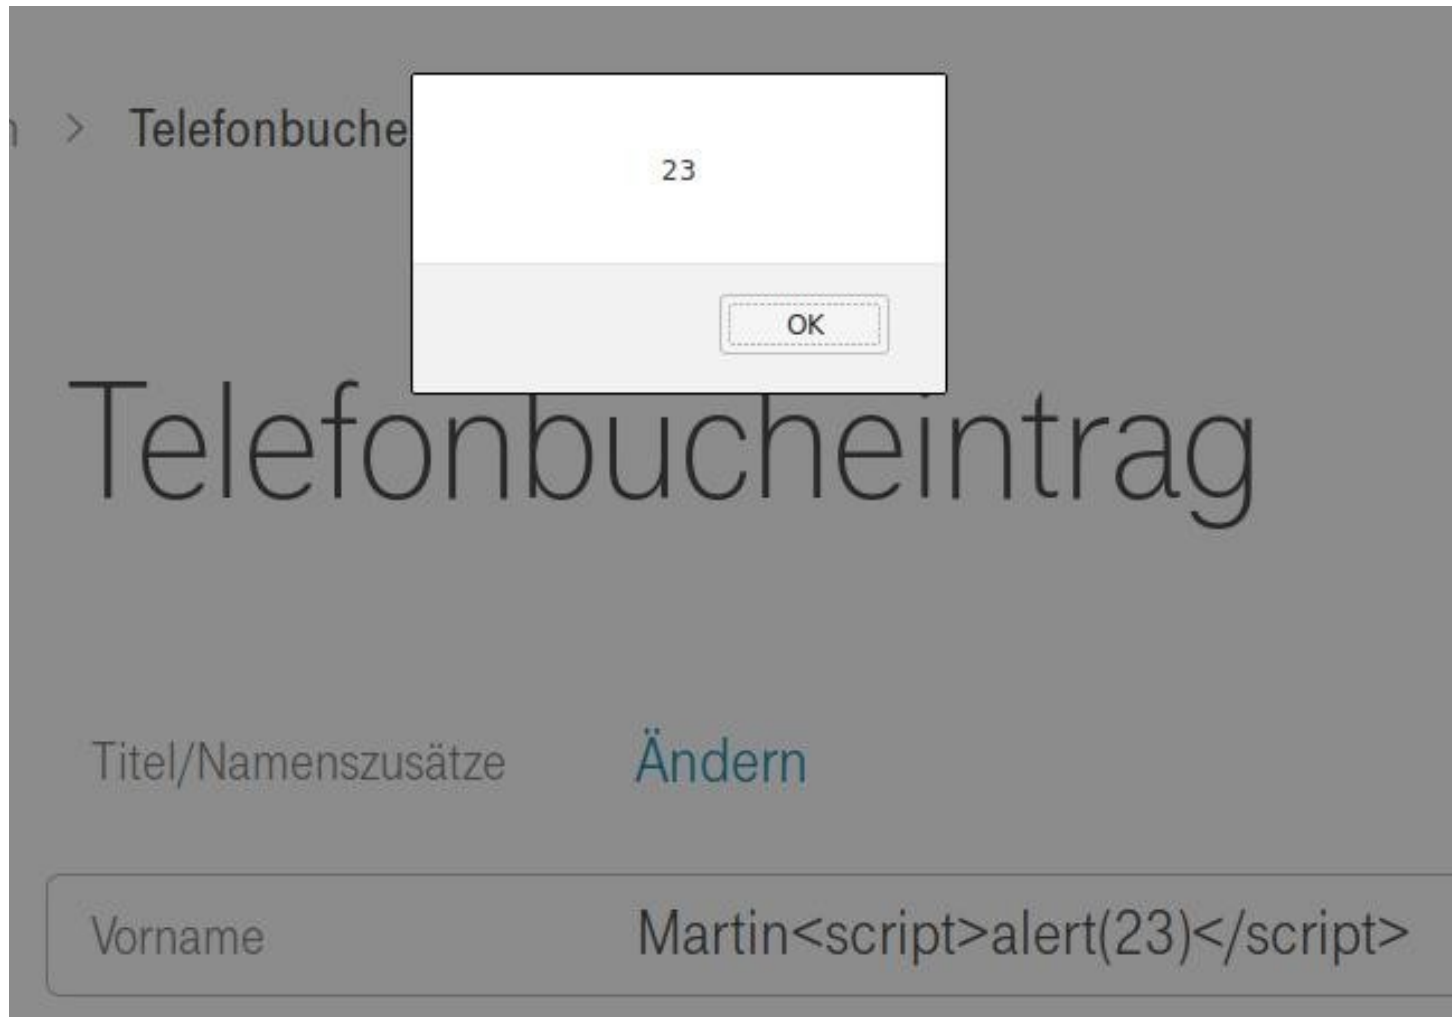 > Telefonbuche
23
OK
Telefonbucheintrag
Titel/Namenszusätze Ändern
Vorname Martin<script>alert(23)</script>